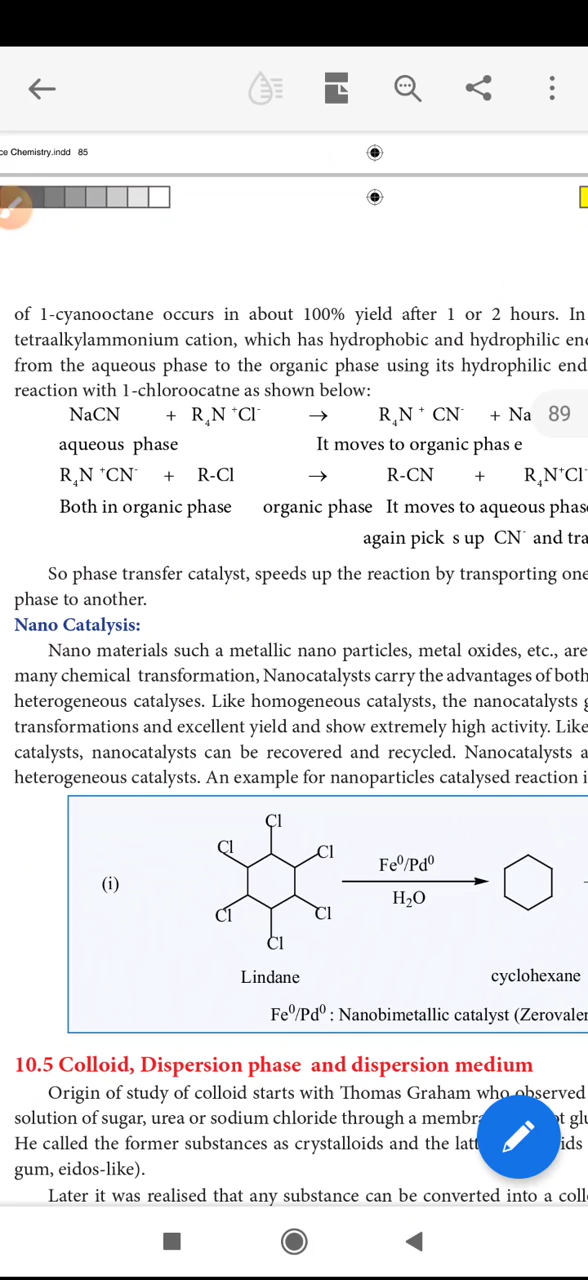 ce Chemistry.indd 85
of 1-cyanooctane occurs in about 100% yield after 1 or 2 hours. In
tetraalkylammonium cation, which has hydrophobic and hydrophilic en
from the aqueous phase to the organic phase using its hydrophilic end
reaction with 1-chloroocatne as shown below:
NaCN + R₄N ⁺Cl⁻ → R₄N ⁺ CN⁻ + Na
89
aqueous phase It moves to organic phas e
R₄N ⁺CN⁻ + R-Cl → R-CN + R₄N⁺Cl⁻
Both in organic phase organic phase It moves to aqueous phas
again pick s up CN⁻ and tra
So phase transfer catalyst, speeds up the reaction by transporting one
phase to another.
Nano Catalysis:
Nano materials such a metallic nano particles, metal oxides, etc., are
many chemical transformation, Nanocatalysts carry the advantages of both
heterogeneous catalyses. Like homogeneous catalysts, the nanocatalysts g
transformations and excellent yield and show extremely high activity. Like
catalysts, nanocatalysts can be recovered and recycled. Nanocatalysts a
heterogeneous catalysts. An example for nanoparticles catalysed reaction i
Cl
Cl
Cl
Fe⁰/Pd⁰
(i)
H₂O
Cl
Cl
Cl
Lindane
cyclohexane
Fe⁰/Pd⁰ : Nanobimetallic catalyst (Zerovaler
10.5 Colloid, Dispersion phase and dispersion medium
Origin of study of colloid starts with Thomas Graham who observed
solution of sugar, urea or sodium chloride through a membra t glu
He called the former substances as crystalloids and the latt ids
gum, eidos-like).
Later it was realised that any substance can be converted into a coll